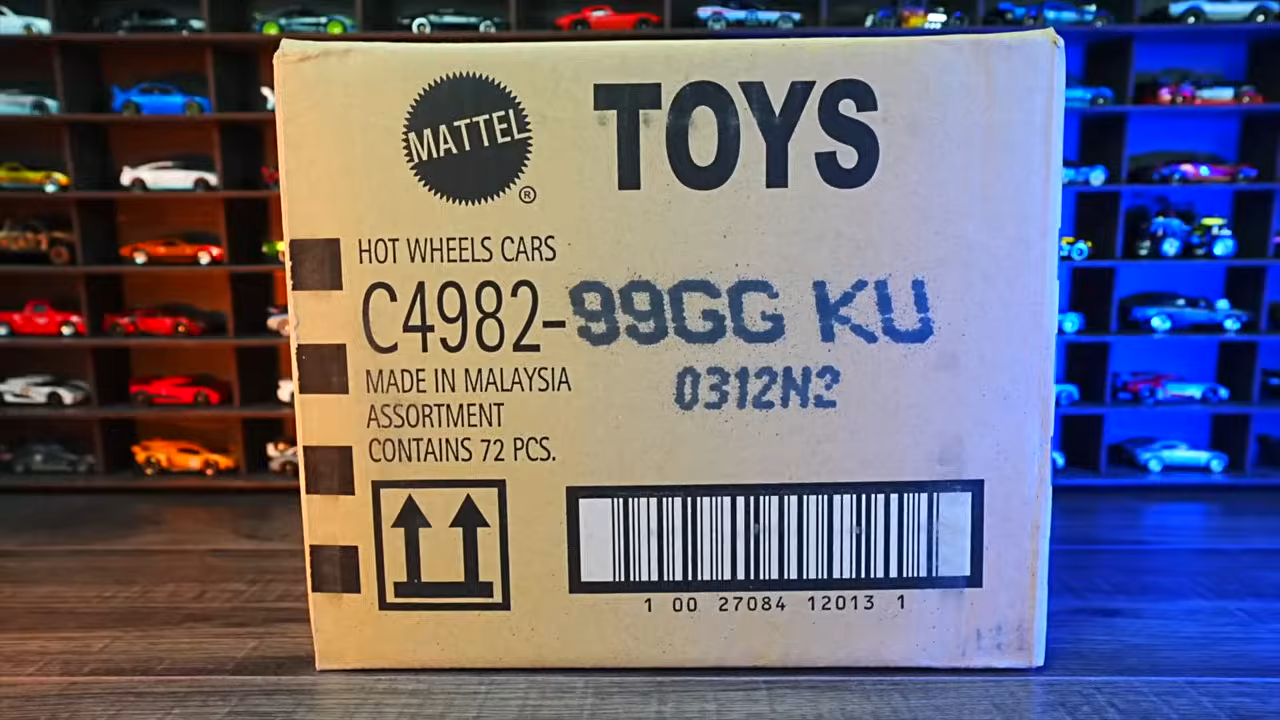 MATTEL ® TOYS
HOT WHEELS CARS
C4982-99GG KU
MADE IN MALAYSIA 0312N2
ASSORTMENT
CONTAINS 72 PCS.
1 00 27084 12013 1